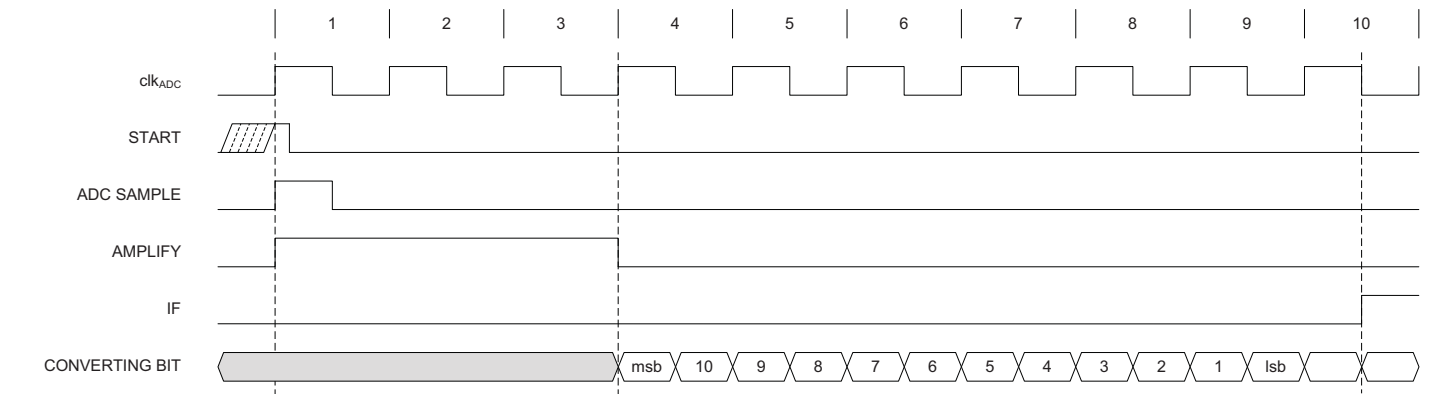 1 2 3 4 5 6 7 8 9 10
clkADC
START
ADC SAMPLE
AMPLIFY
IF
CONVERTING BIT msb 10 9 8 7 6 5 4 3 2 1 lsb